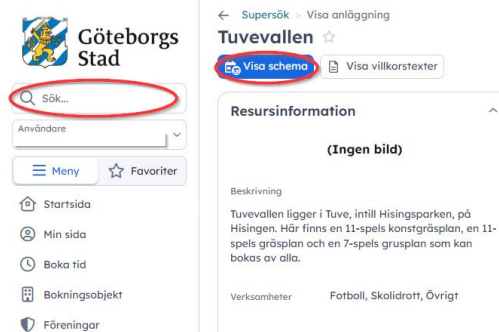 Göteborgs
Stad
Sök...
Användare
Meny
Favoriter
Startsida
Min sida
Boka tid
Bokningsobjekt
Föreningar
← Supersök > Visa anläggning
Tuvevallen
Visa schema
Visa villkorstexter
Resursinformation
(Ingen bild)
Beskrivning
Tuvevallen ligger i Tuve, intill Hisingsparken, på
Hisingen. Här finns en 11-spels konstgräsplan, en 11-
spels gräsplan och en 7-spels grusplan som kan
bokas av alla.
Verksamheter Fotboll, Skolidrott, Övrigt